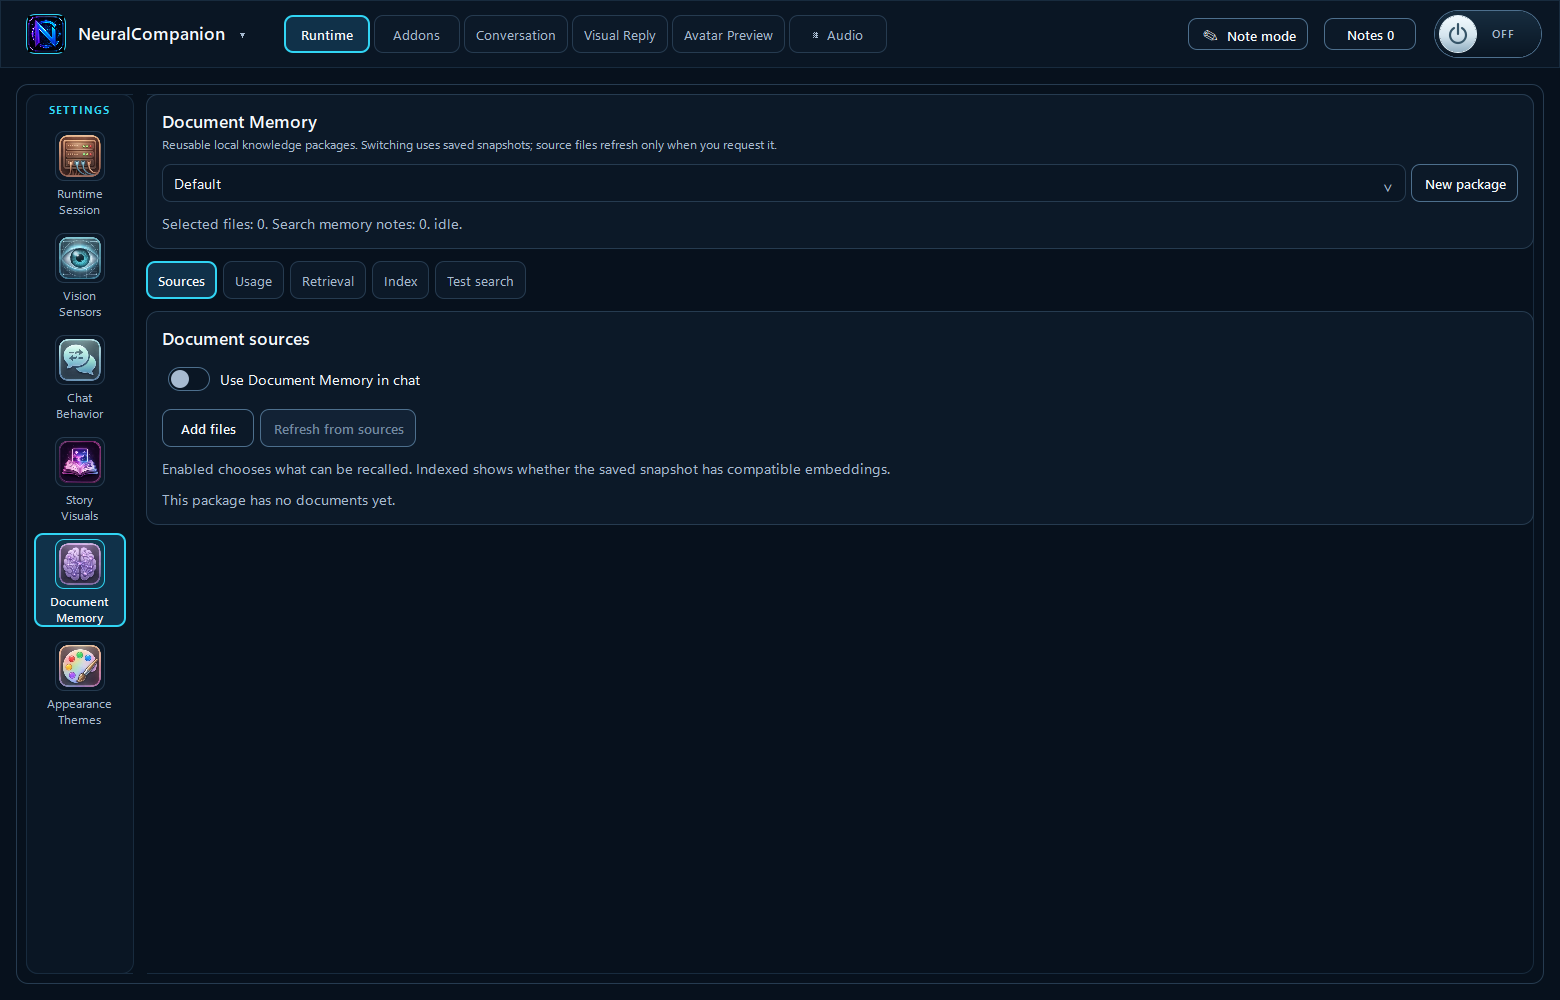 NeuralCompanion
Runtime
Addons
Conversation
Visual Reply
Avatar Preview
Audio
Note mode
Notes 0
OFF
SETTINGS
Runtime
Session
Vision
Sensors
Chat
Behavior
Story
Visuals
Document
Memory
Appearance
Themes
Document Memory
Reusable local knowledge packages. Switching uses saved snapshots; source files refresh only when you request it.
Default
New package
Selected files: 0. Search memory notes: 0. idle.
Sources
Usage
Retrieval
Index
Test search
Document sources
Use Document Memory in chat
Add files
Refresh from sources
Enabled chooses what can be recalled. Indexed shows whether the saved snapshot has compatible embeddings.
This package has no documents yet.